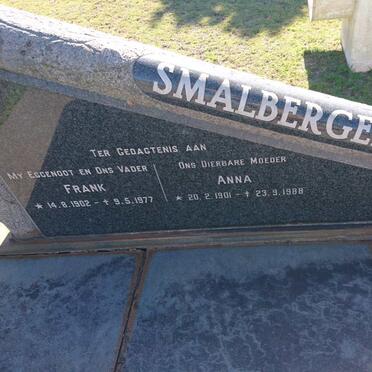 SMALBERGE
TER GEDAGTENIS AAN
MY EGGENOOT EN ONS VADER
FRANK
★ 14.8.1902 – ✝ 9.5.1977
ONS DIERBARE MOEDER
ANNA
★ 20.2.1901 – ✝ 23.9.1988